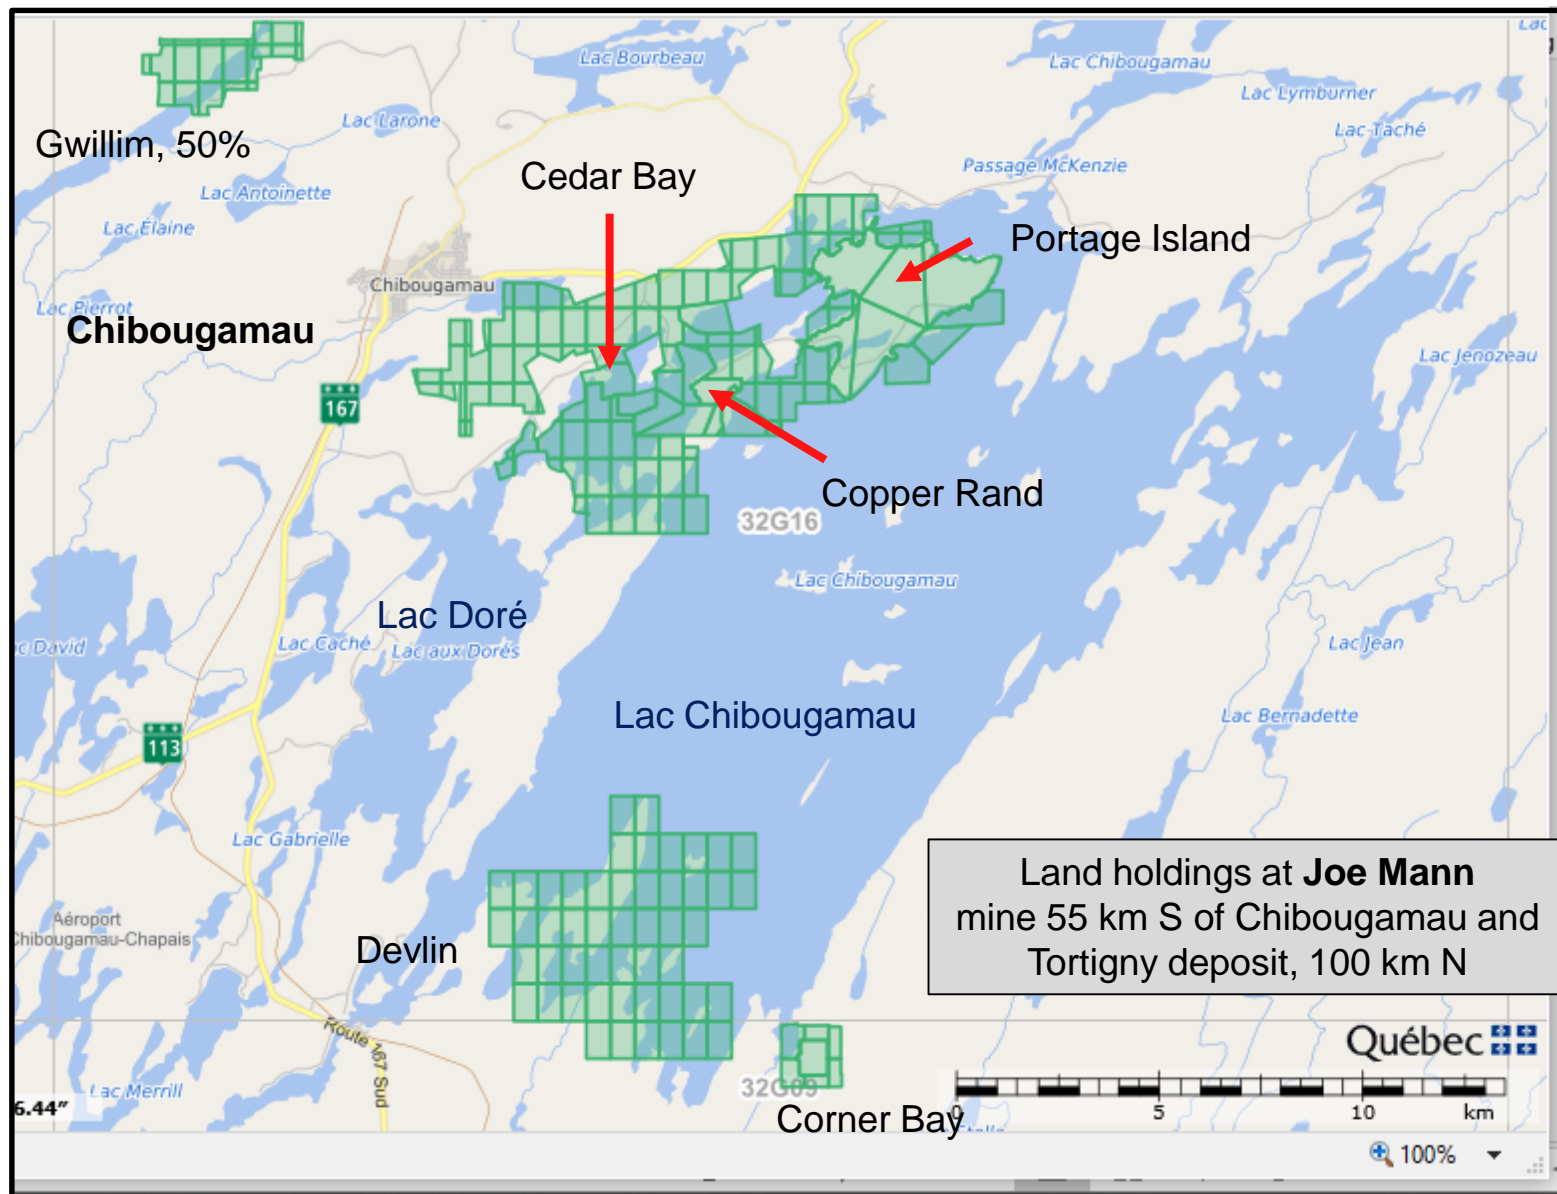 Lac Bourbeau
Lac Chibougamau
Lac Lymburner
Lac Larone
Lac Taché
Gwillim, 50%
Passage McKenzie
Cedar Bay
Lac Antoinette
Lac Élaine
Portage Island
Chibougamau
Lac Pierrot
Chibougamau
Lac Jenozeau
167
Copper Rand
32G16
Lac Chibougamau
Lac Doré
Lac Caché
Lac aux Dorés
c David
Lac Jean
Lac Chibougamau
Lac Bernadette
113
Lac Gabrielle
Land holdings at Joe Mann
mine 55 km S of Chibougamau and
Tortigny deposit, 100 km N
Aéroport
Chibougamau-Chapais
Devlin
Route 167 Sud
Québec
Lac Merrill
32G09
6.44″
0 5 10 km
Corner Bay
100%